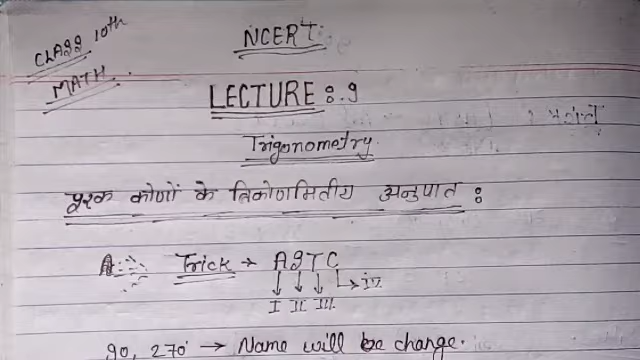 CLASS 10th
MATH
NCERT
LECTURE : 9
Trigonometry
पूरक कोणों के त्रिकोणमितीय अनुपात :
Trick → ASTC
I II III IV
90, 270° → Name will be change.